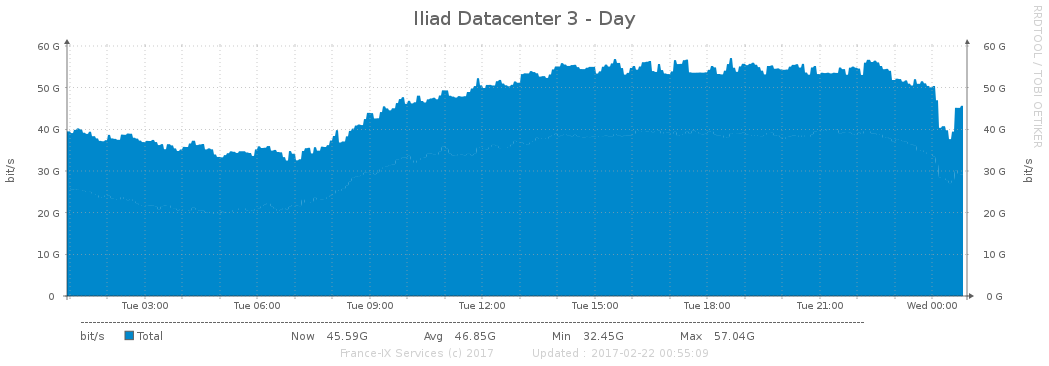 Iliad Datacenter 3 - Day
RRDTOOL / TOBI OETIKER
60 G 60 G
50 G 50 G
40 G 40 G
30 G 30 G
20 G 20 G
10 G 10 G
0 0 G
bit/s bit/s
Tue 03:00 Tue 06:00 Tue 09:00 Tue 12:00 Tue 15:00 Tue 18:00 Tue 21:00 Wed 00:00
bit/s Total Now 45.59G Avg 46.85G Min 32.45G Max 57.04G
France-IX Services (c) 2017 Updated : 2017-02-22 00:55:09